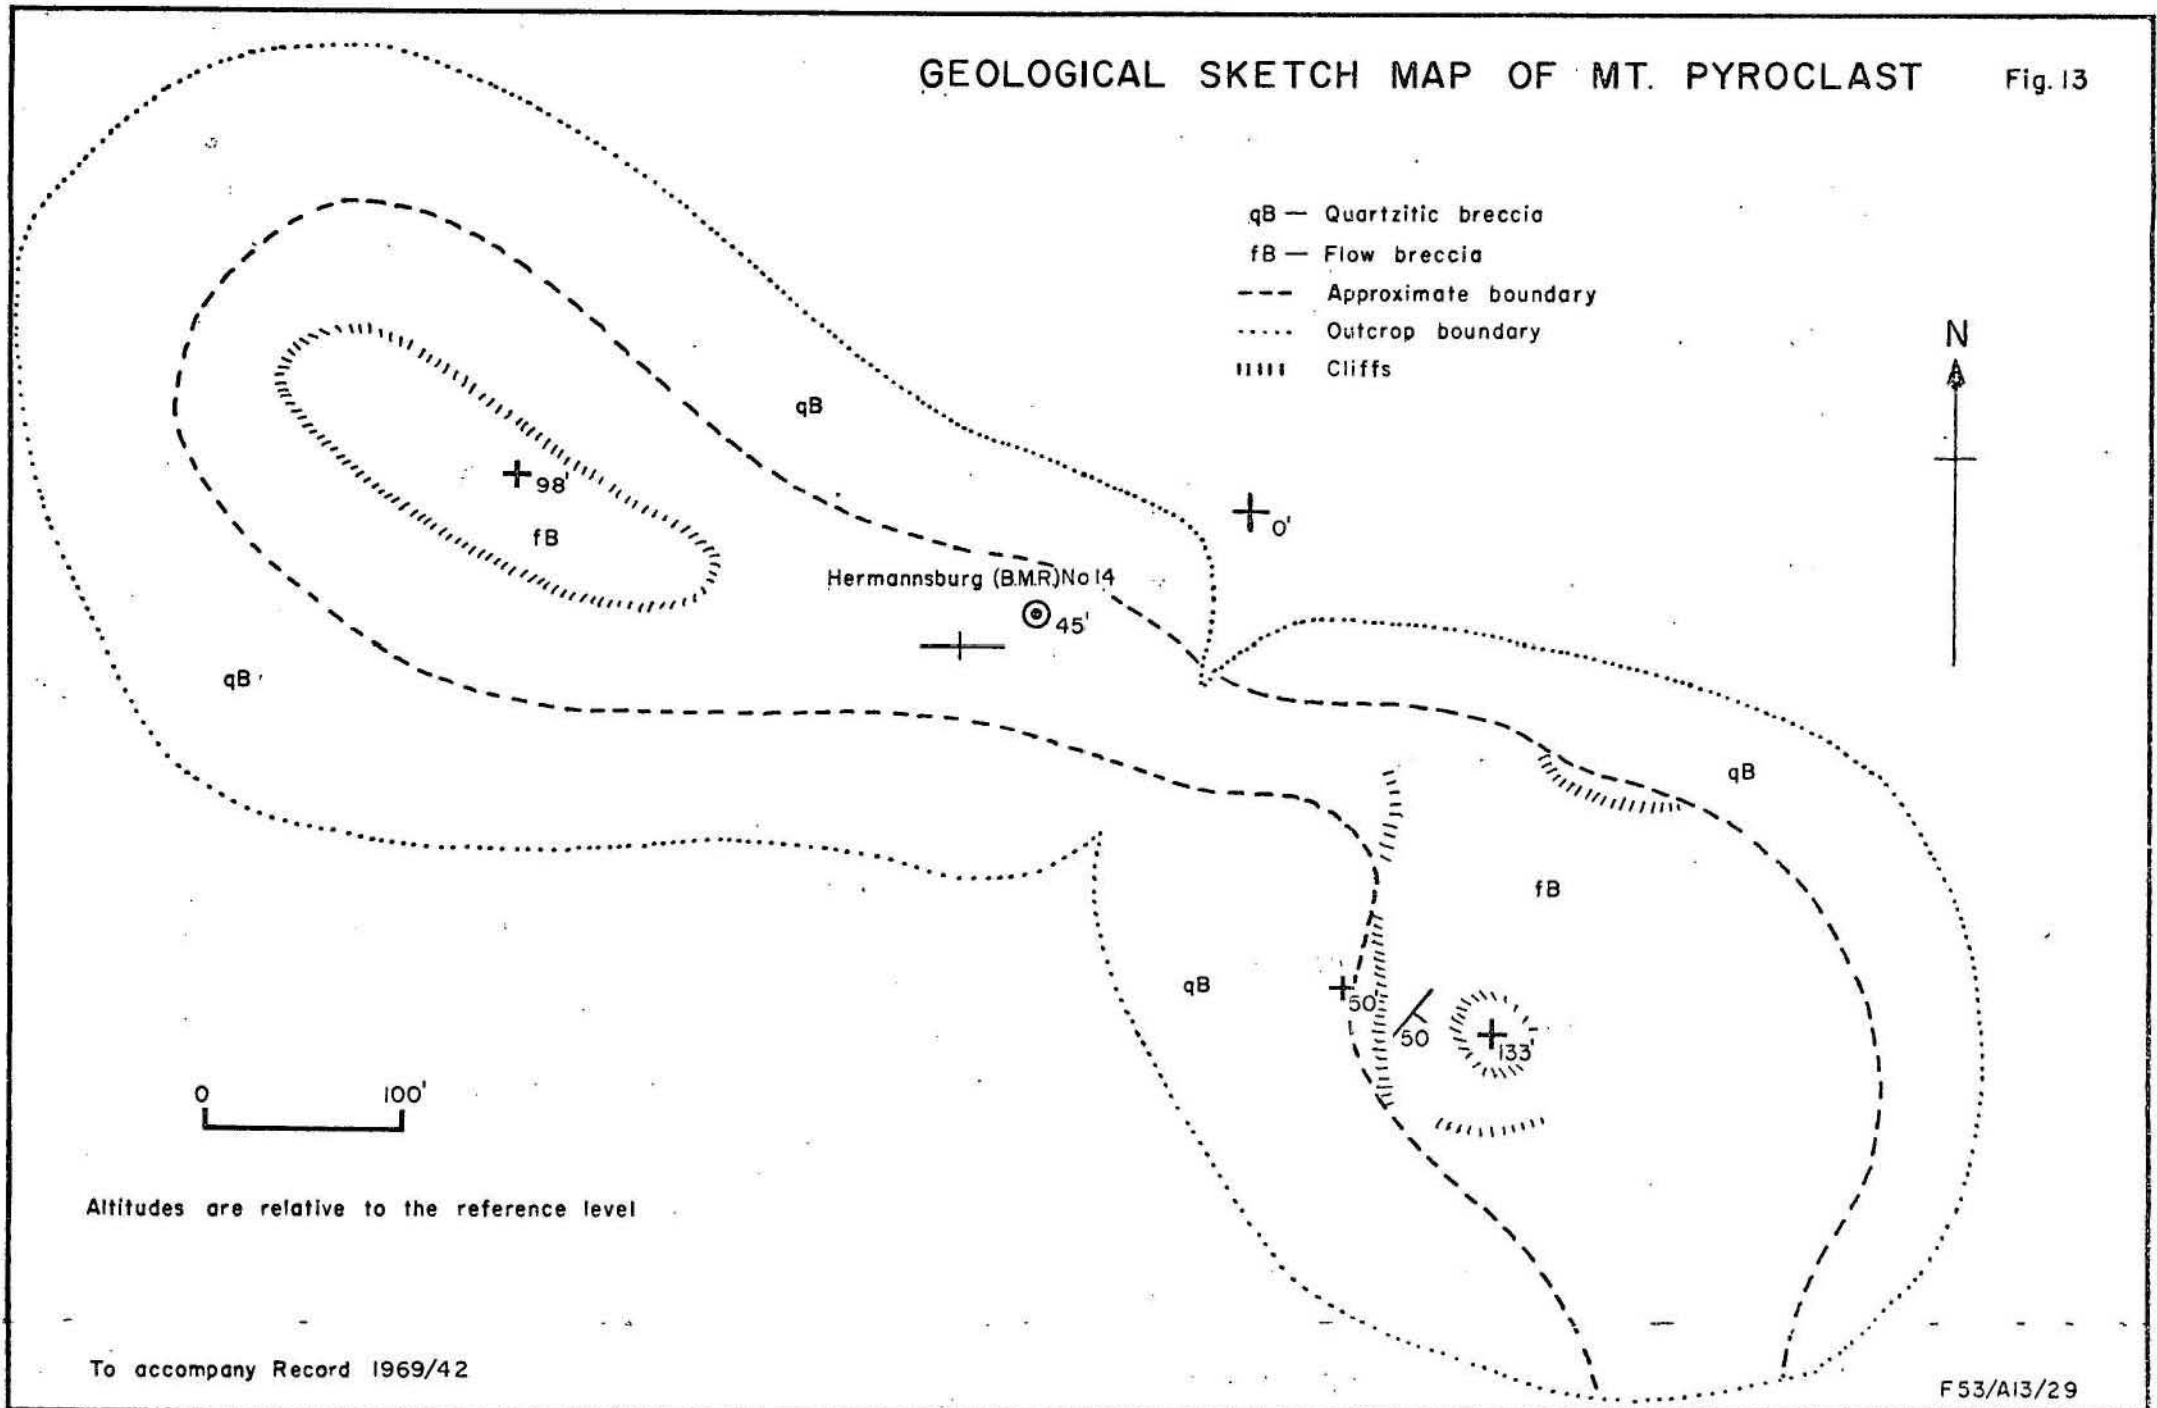 GEOLOGICAL SKETCH MAP OF MT. PYROCLAST
Fig. 13
qB — Quartzitic breccia
fB — Flow breccia
Approximate boundary
Outcrop boundary
Cliffs
N
qB
98'
fB
0'
Hermannsburg (B.M.R.) No 14
45'
qB
qB
fB
qB
50'
50
133'
0 100'
Altitudes are relative to the reference level
To accompany Record 1969/42
F53/A13/29